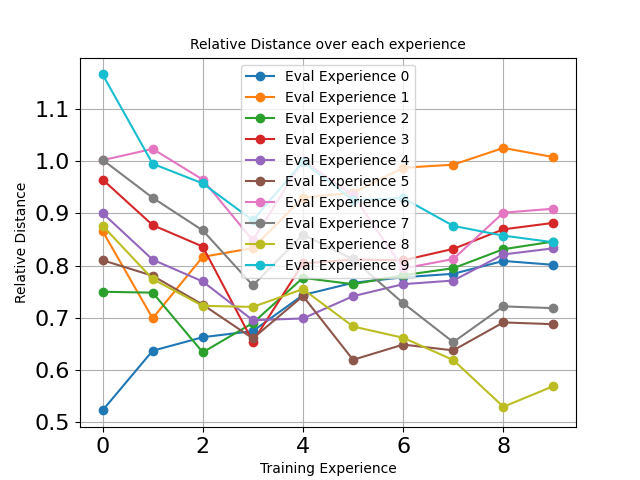 Relative Distance over each experience
Eval Experience 0
Eval Experience 1
Eval Experience 2
Eval Experience 3
Eval Experience 4
Eval Experience 5
Eval Experience 6
Eval Experience 7
Eval Experience 8
Eval Experience 9
1.1
1.0
0.9
0.8
0.7
0.6
0.5
Relative Distance
0 2 4 6 8
Training Experience